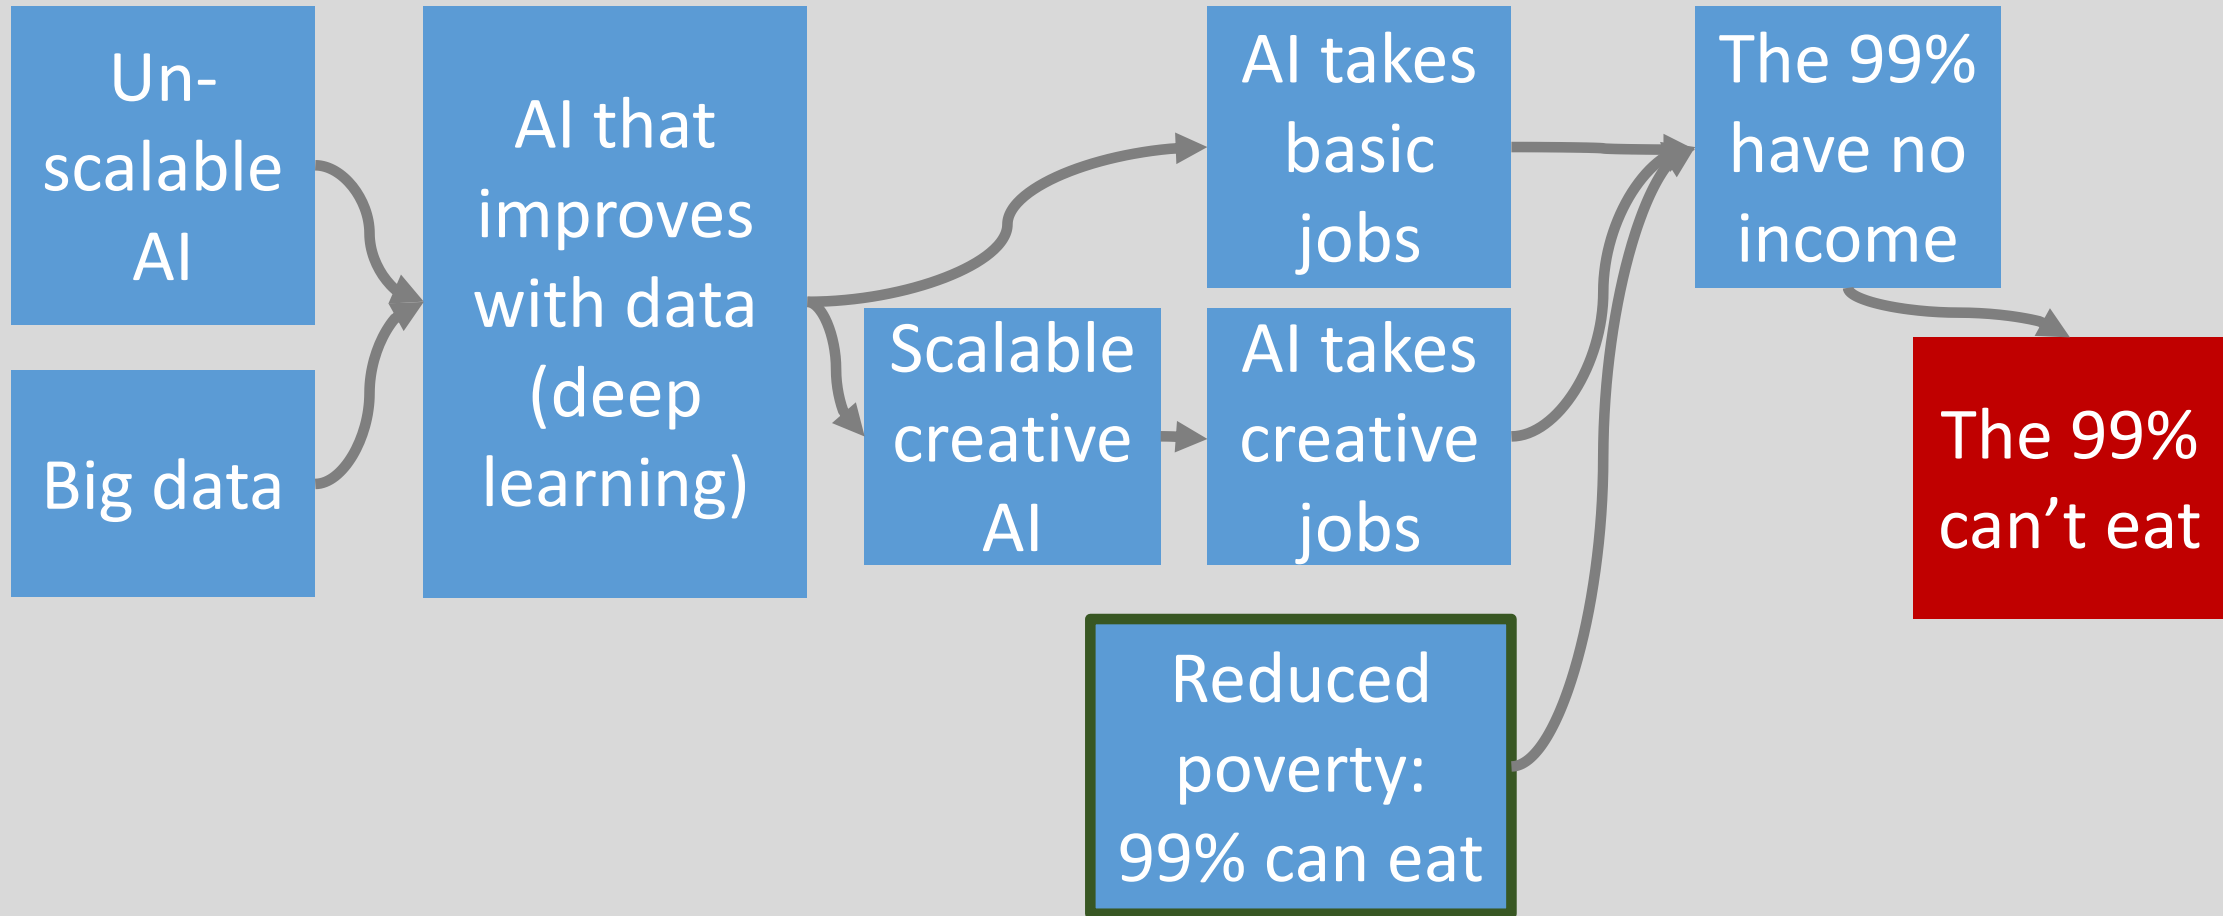 Un-
scalable
AI
Big data
AI that
improves
with data
(deep
learning)
Scalable
creative
AI
AI takes
basic
jobs
AI takes
creative
jobs
Reduced
poverty:
99% can eat
The 99%
have no
income
The 99%
can’t eat